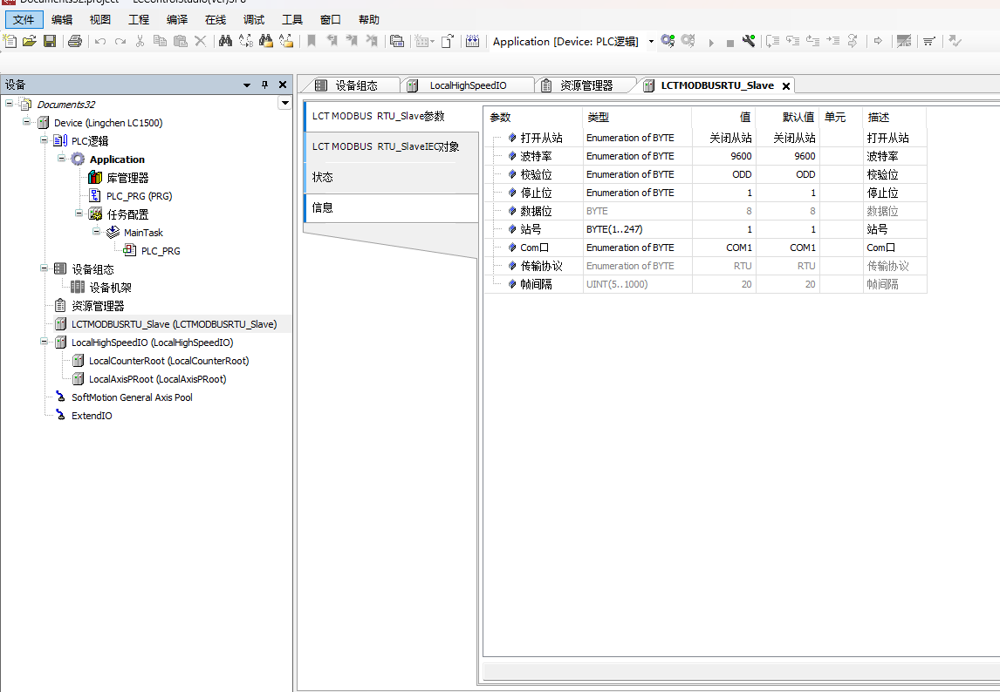 文件 编辑 视图 工程 编译 在线 调试 工具 窗口 帮助
Application [Device: PLC逻辑]
设备
Documents32
Device (Lingchen LC1500)
PLC逻辑
Application
库管理器
PLC_PRG (PRG)
任务配置
MainTask
PLC_PRG
设备组态
设备机架
资源管理器
LCTMODBUSRTU_Slave (LCTMODBUSRTU_Slave)
LocalHighSpeedIO (LocalHighSpeedIO)
LocalCounterRoot (LocalCounterRoot)
LocalAxisPRoot (LocalAxisPRoot)
SoftMotion General Axis Pool
ExtendIO
设备组态 LocalHighSpeedIO 资源管理器 LCTMODBUSRTU_Slave
LCT MODBUS RTU_Slave参数
LCT MODBUS RTU_SlaveIEC对象
状态
信息
参数 类型 值 默认值 单元 描述
打开从站 Enumeration of BYTE 关闭从站 关闭从站 打开从站
波特率 Enumeration of BYTE 9600 9600 波特率
校验位 Enumeration of BYTE ODD ODD 校验位
停止位 Enumeration of BYTE 1 1 停止位
数据位 BYTE 8 8 数据位
站号 BYTE(1..247) 1 1 站号
Com口 Enumeration of BYTE COM1 COM1 Com口
传输协议 Enumeration of BYTE RTU RTU 传输协议
帧间隔 UINT(5..1000) 20 20 帧间隔